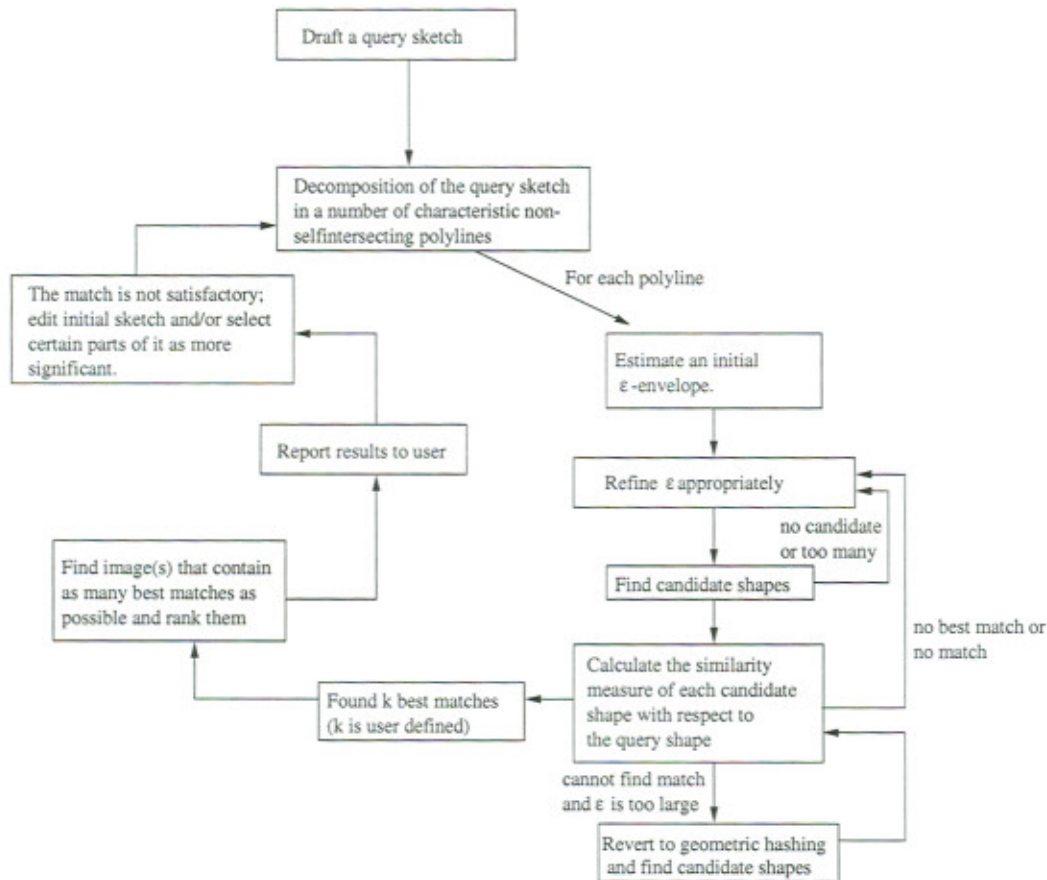 Draft a query sketch
Decomposition of the query sketch
in a number of characteristic non-
selfintersecting polylines
For each polyline
The match is not satisfactory;
edit initial sketch and/or select
certain parts of it as more
significant.
Estimate an initial
ε-envelope.
Report results to user
Refine ε appropriately
no candidate
or too many
Find image(s) that contain
as many best matches as
possible and rank them
Find candidate shapes
no best match or
no match
Calculate the similarity
measure of each candidate
shape with respect to
the query shape
Found k best matches
(k is user defined)
cannot find match
and ε is too large
Revert to geometric hashing
and find candidate shapes